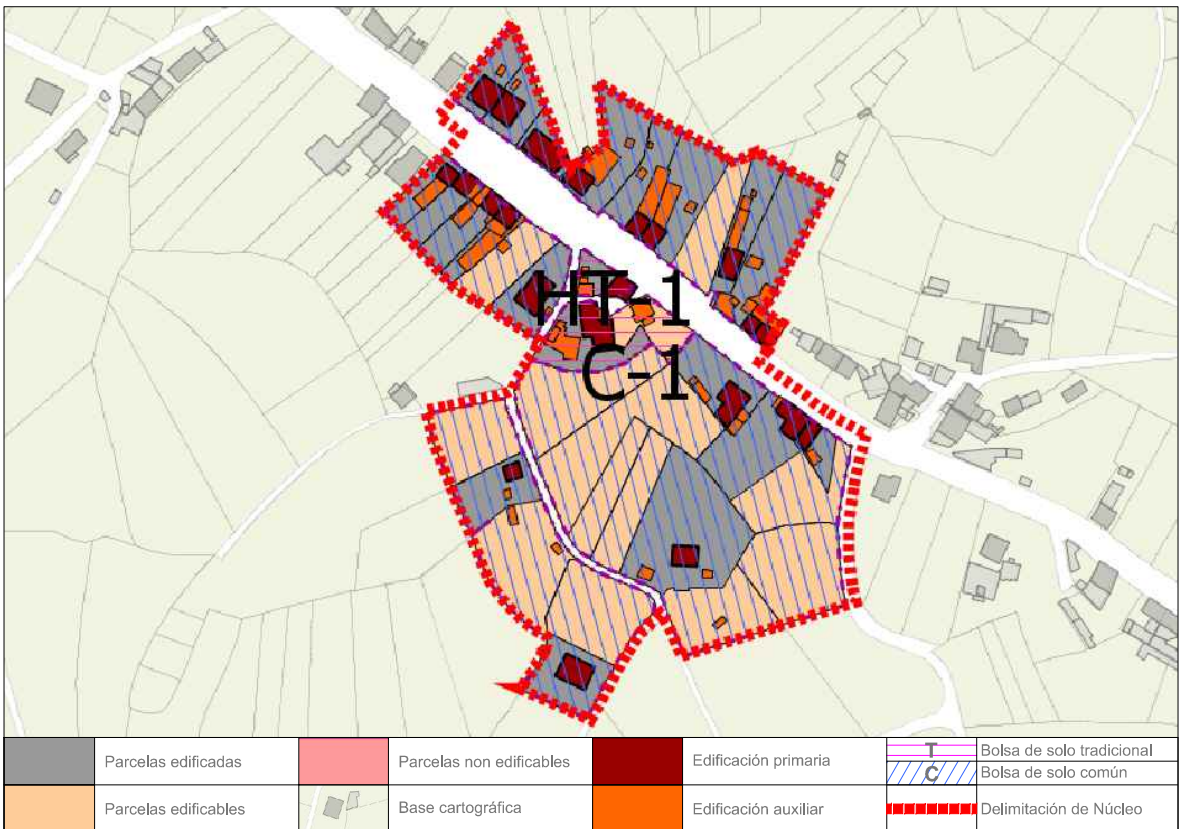 HT-1
C-1
Parcelas edificadas
Parcelas non edificables
Edificación primaria
T
Bolsa de solo tradicional
C
Bolsa de solo común
Parcelas edificables
Base cartográfica
Edificación auxiliar
Delimitación de Núcleo